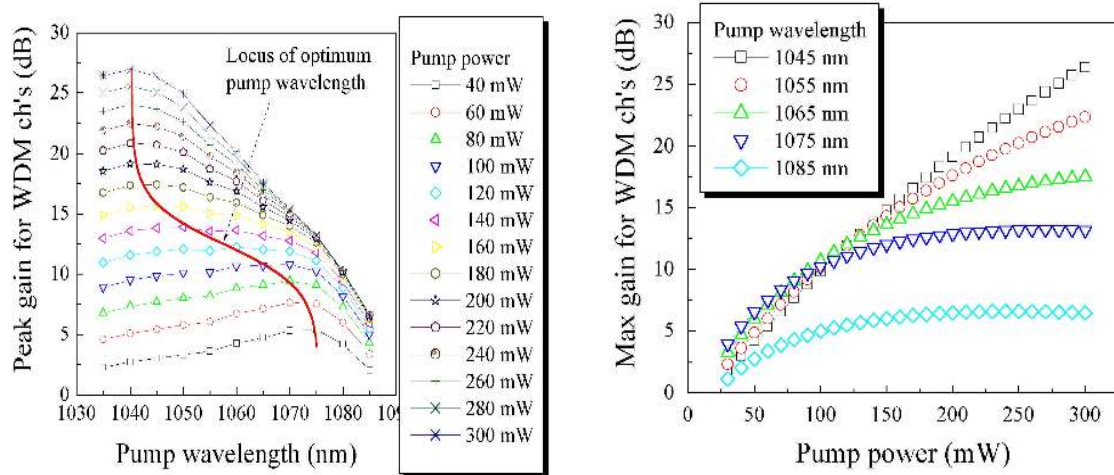 Peak gain for WDM ch's (dB)
30
25
20
15
10
5
0
1030 1040 1050 1060 1070 1080 109
Pump wavelength (nm)
Locus of optimum
pump wavelength
Pump power
40 mW
60 mW
80 mW
100 mW
120 mW
140 mW
160 mW
180 mW
200 mW
220 mW
240 mW
260 mW
280 mW
300 mW
Max gain for WDM ch's (dB)
30
25
20
15
10
5
0
0 50 100 150 200 250 300
Pump power (mW)
Pump wavelength
1045 nm
1055 nm
1065 nm
1075 nm
1085 nm